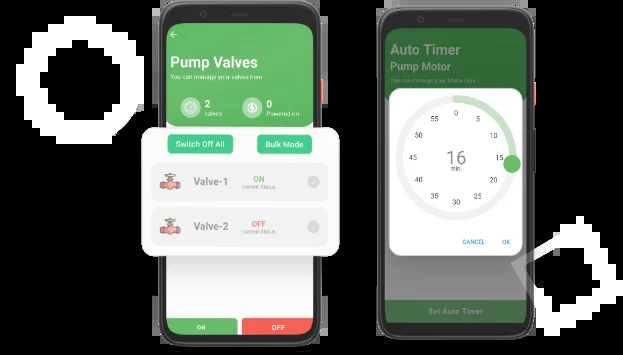 Pump Valves
You can manage your valves here
2
valves
0
Powered on
Switch Off All
Bulk Mode
Valve-1
ON
current Status
Valve-2
OFF
current Status
ON
OFF
Auto Timer
Pump Motor
You can manage your Motor here
0
5
10
15
20
25
30
35
40
45
50
55
16
min.
CANCEL
OK
Set Auto Timer